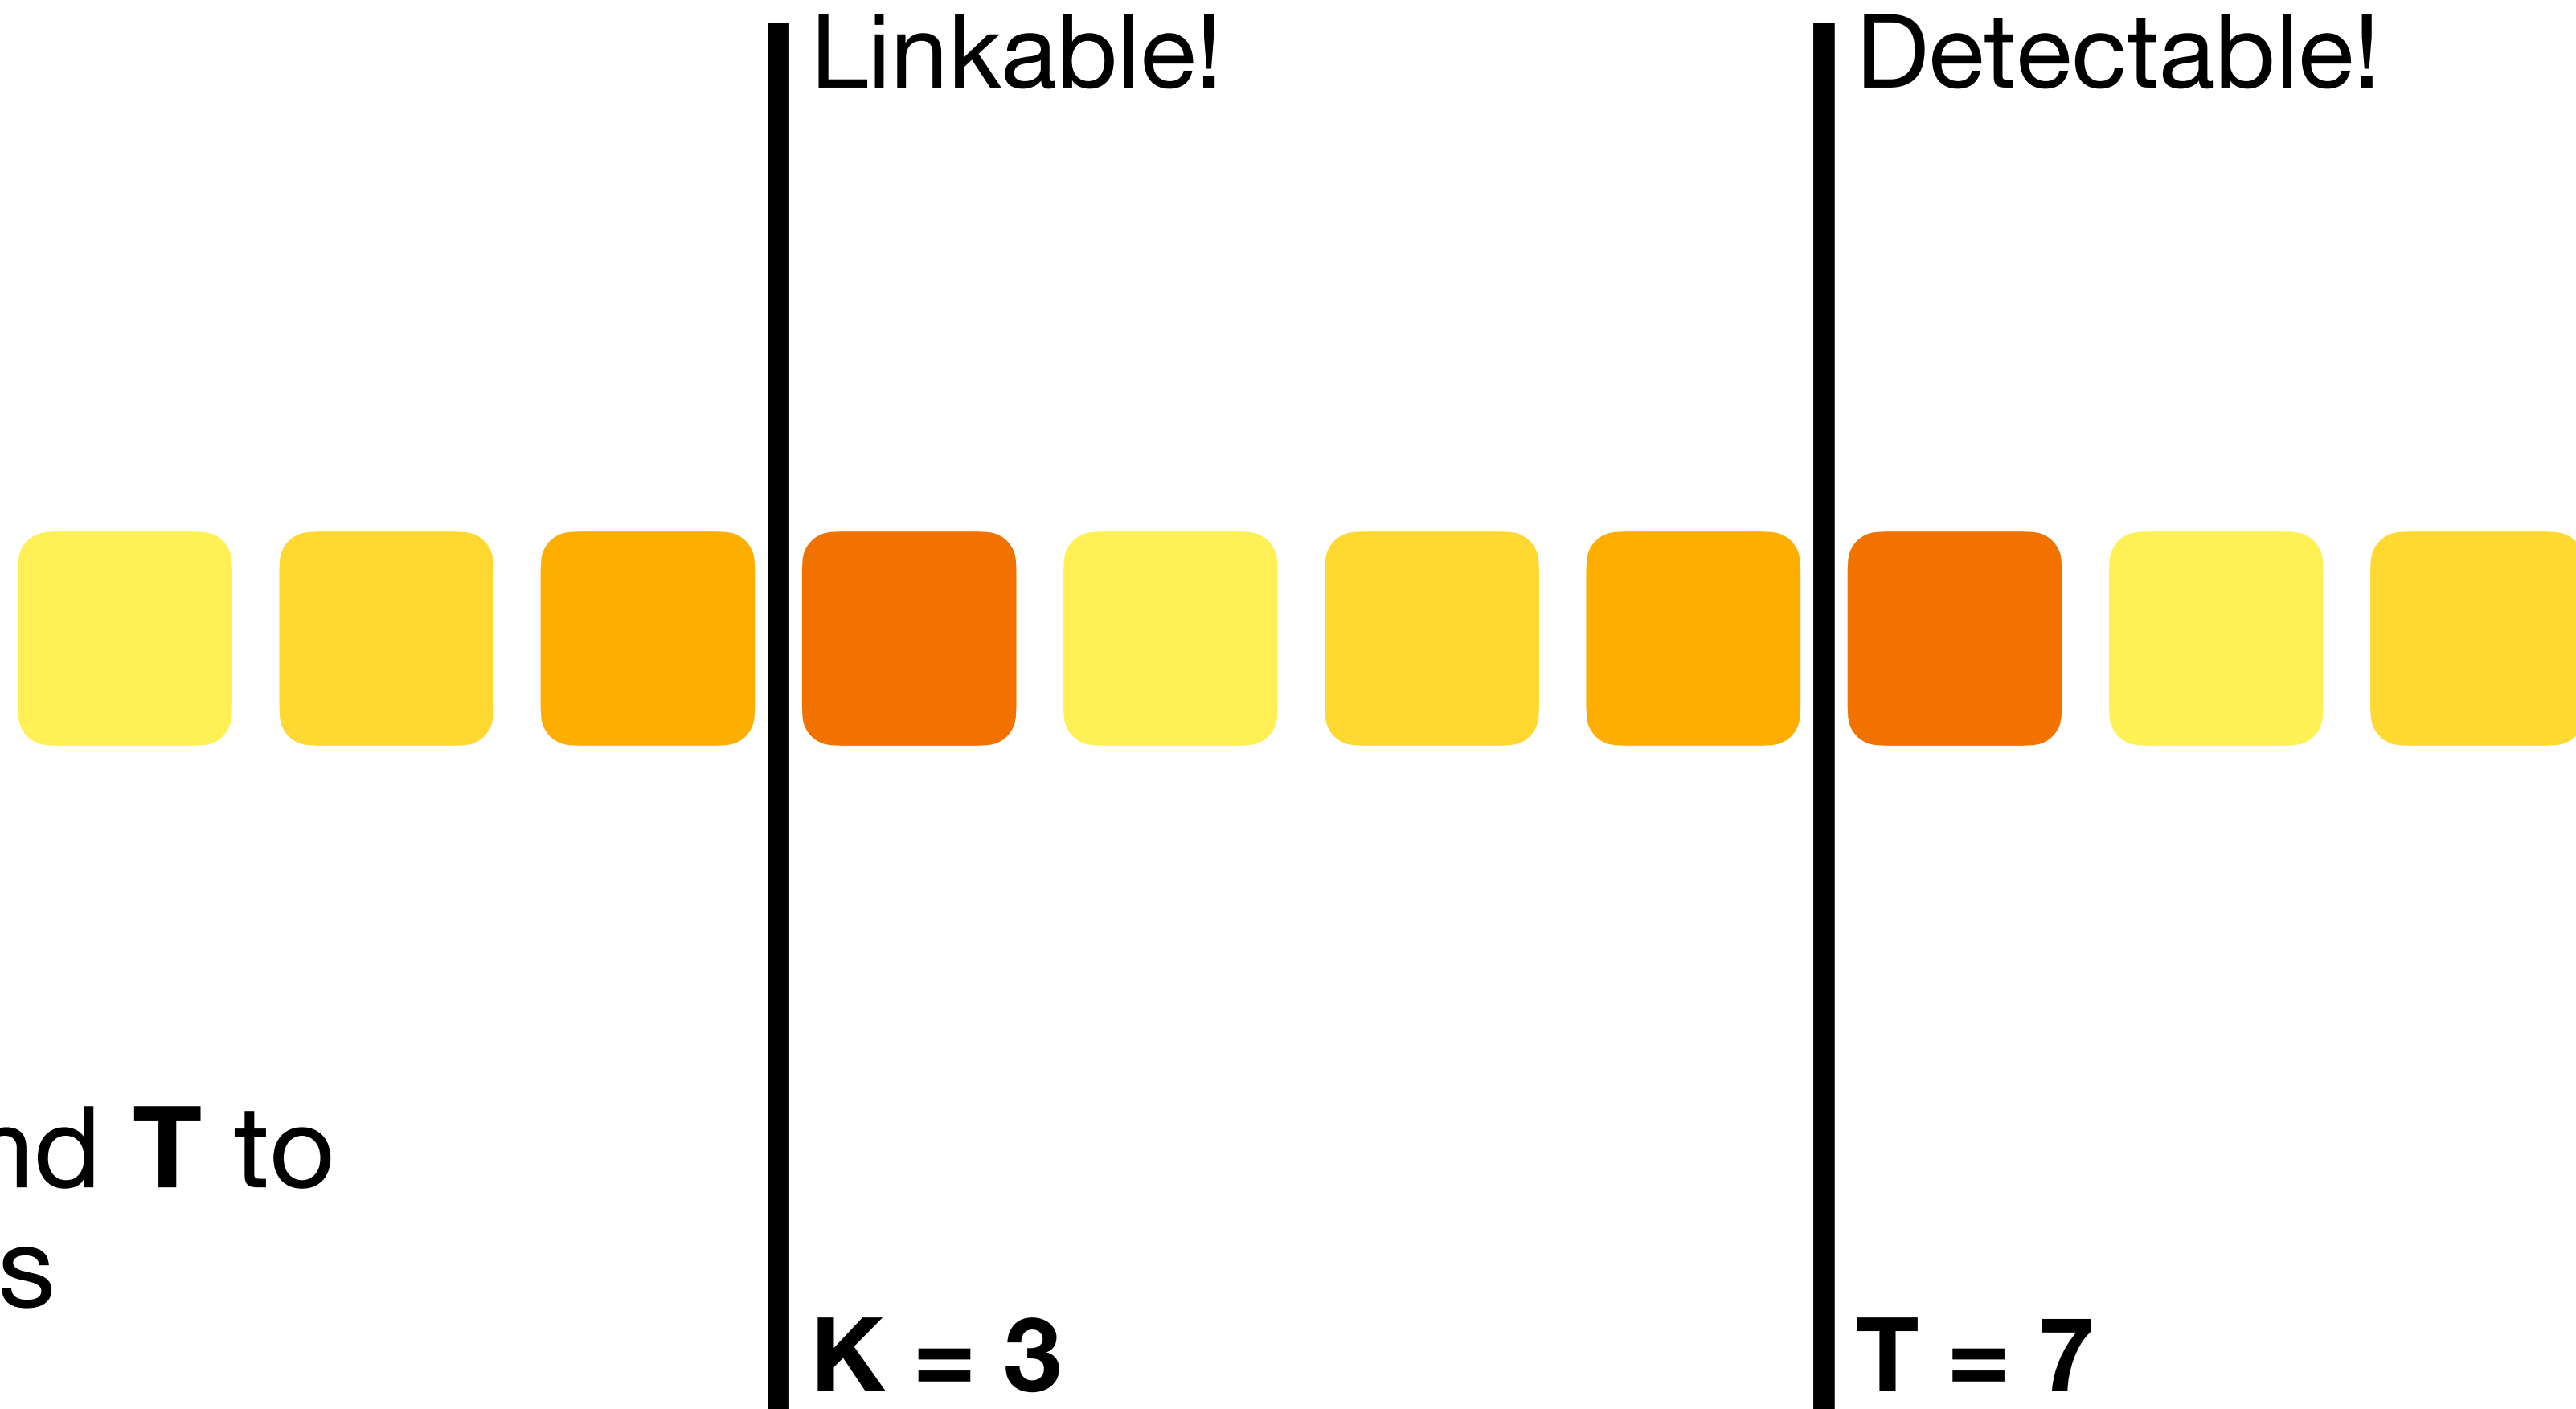 Linkable!
Detectable!
nd T to
s
K = 3
T = 7